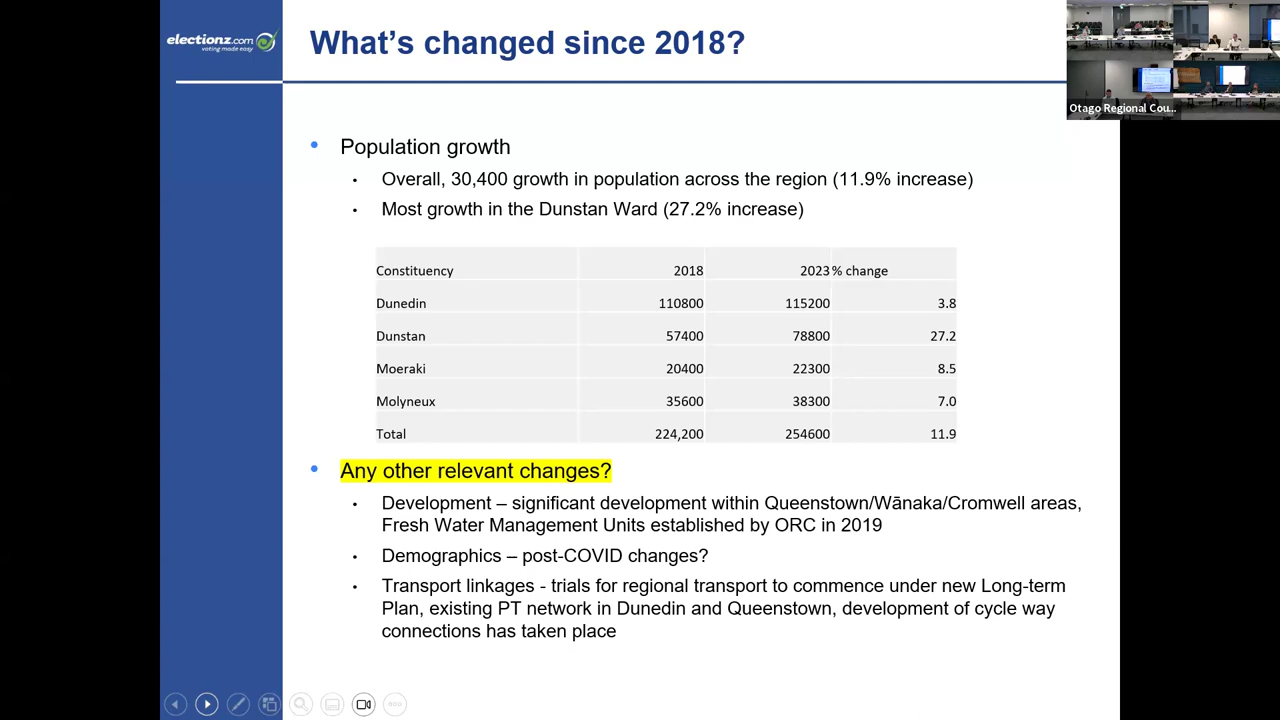 electionz.com
voting made easy
What's changed since 2018?
Otago Regional Cou...
• Population growth
• Overall, 30,400 growth in population across the region (11.9% increase)
• Most growth in the Dunstan Ward (27.2% increase)
Constituency 2018 2023 % change
Dunedin 110800 115200 3.8
Dunstan 57400 78800 27.2
Moeraki 20400 22300 8.5
Molyneux 35600 38300 7.0
Total 224,200 254600 11.9
• Any other relevant changes?
• Development – significant development within Queenstown/Wānaka/Cromwell areas,
Fresh Water Management Units established by ORC in 2019
• Demographics – post-COVID changes?
• Transport linkages - trials for regional transport to commence under new Long-term
Plan, existing PT network in Dunedin and Queenstown, development of cycle way
connections has taken place